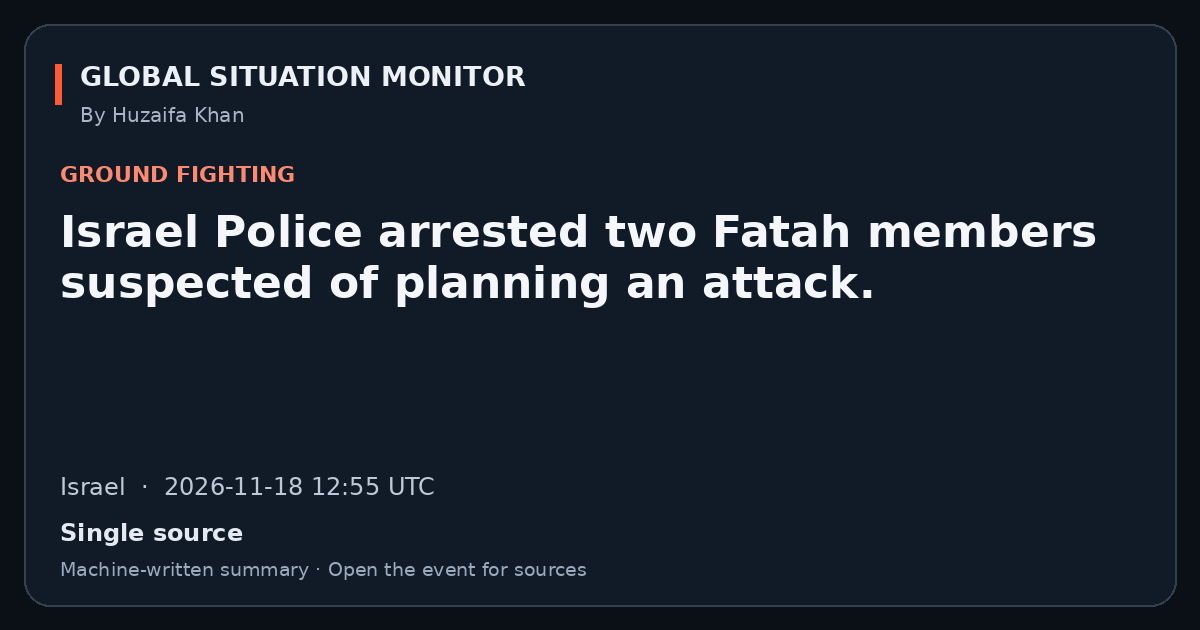 GLOBAL SITUATION MONITOR
By Huzaifa Khan
GROUND FIGHTING
Israel Police arrested two Fatah members
suspected of planning an attack.
Israel · 2026-11-18 12:55 UTC
Single source
Machine-written summary · Open the event for sources